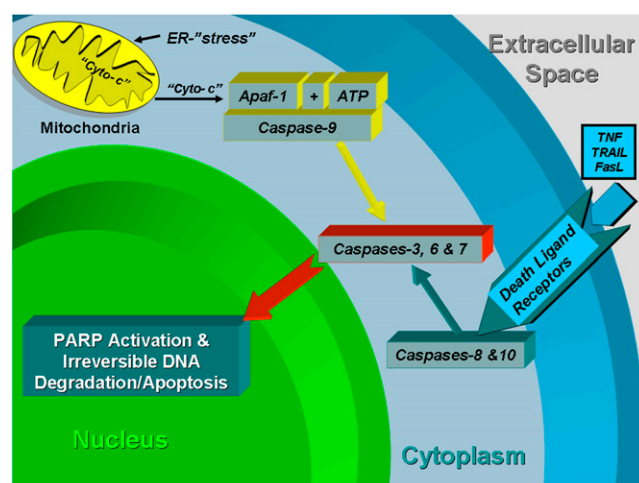 ER-"stress"
Extracellular
Space
"Cyto- c"
"Cyto- c"
Apaf-1 + ATP
Mitochondria
Caspase-9
TNF
TRAIL
FasL
Caspases-3, 6 & 7
Death Ligand
Receptors
PARP Activation &
Irreversible DNA
Degradation/Apoptosis
Caspases-8 &10
Nucleus
Cytoplasm